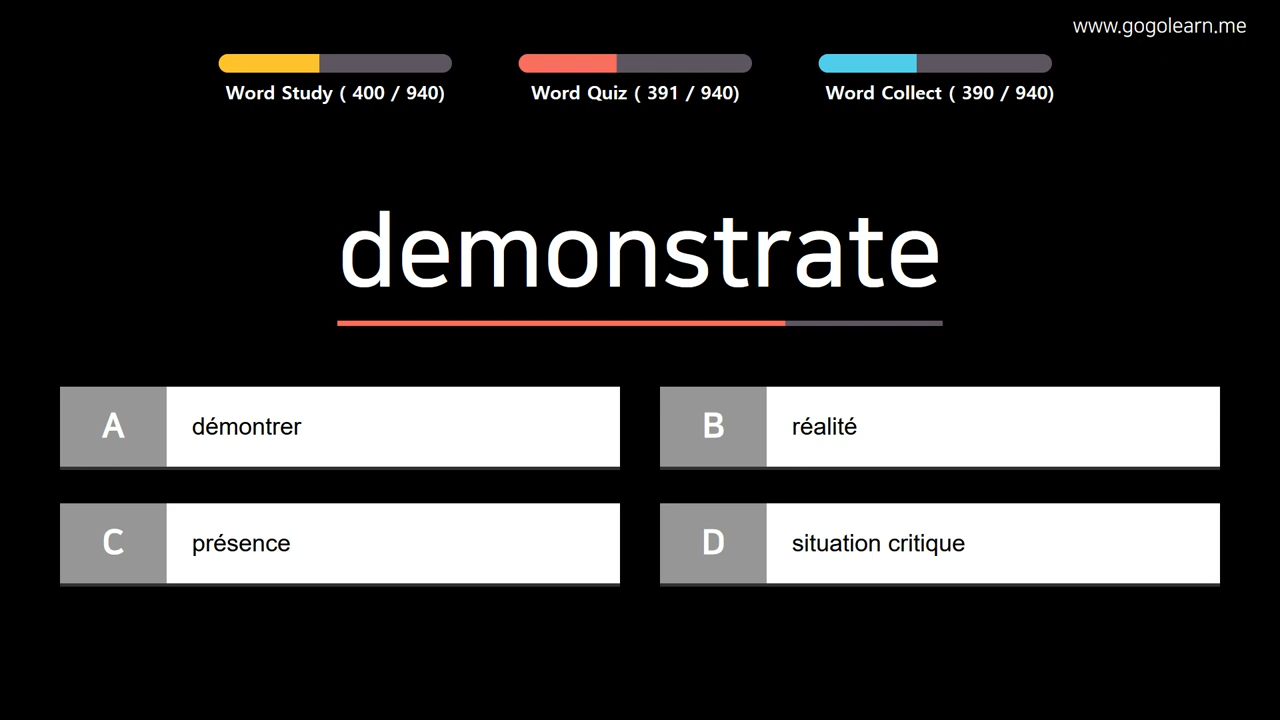 www.gogolearn.me
Word Study ( 400 / 940)
Word Quiz ( 391 / 940)
Word Collect ( 390 / 940)
demonstrate
A
démontrer
B
réalité
C
présence
D
situation critique